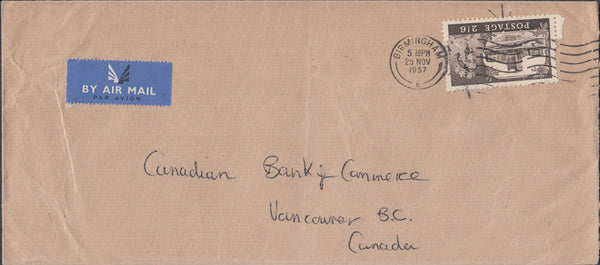 BIRMINGHAM
5 30PM
25 NOV
1957
E
POSTAGE 2/6
BY AIR MAIL
PAR AVION
Canadian Bank of Commerce
Vancouver B.C.
Canada